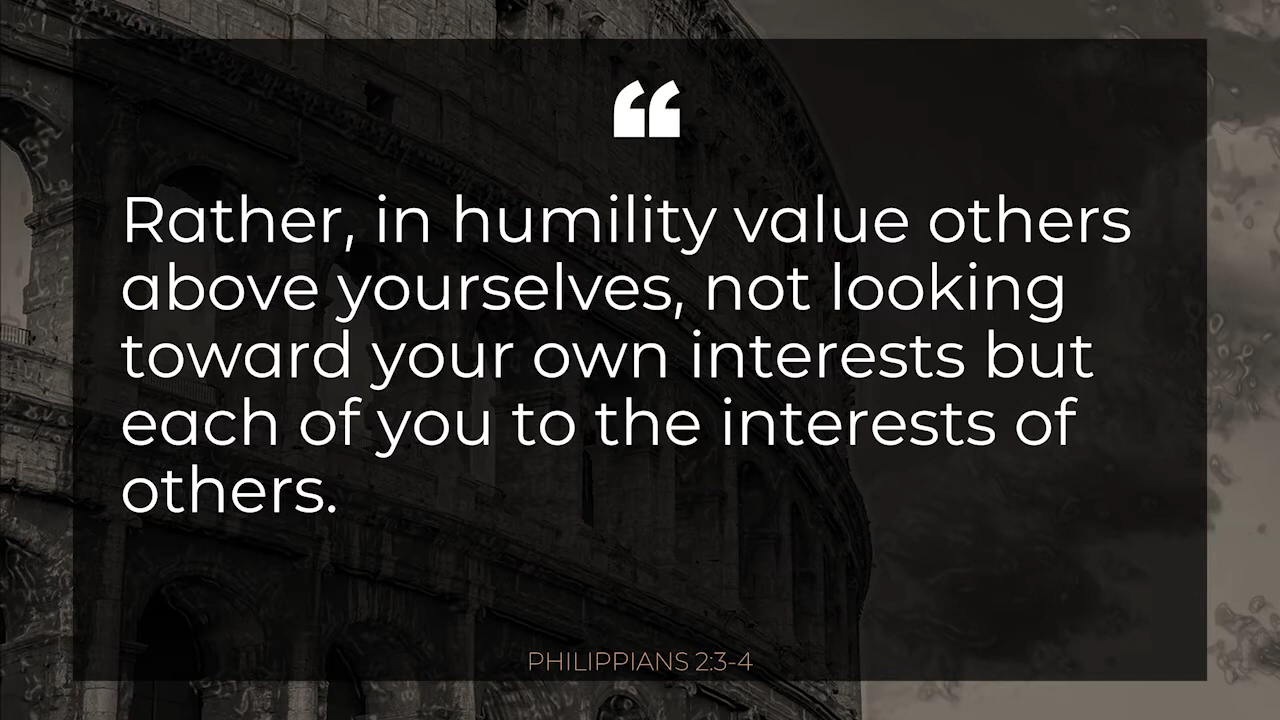 “
Rather, in humility value others
above yourselves, not looking
toward your own interests but
each of you to the interests of
others.
PHILIPPIANS 2:3-4